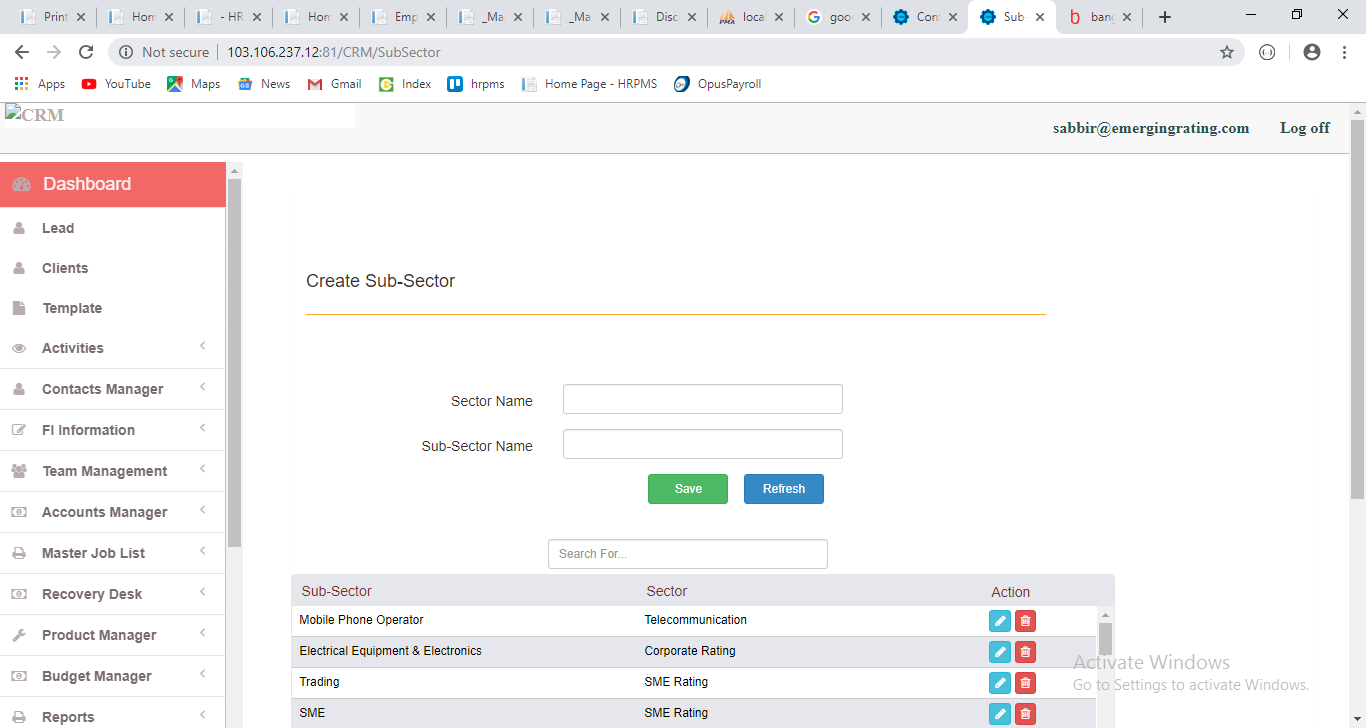 Print
Hom
- HR
Hom
Emp
_Ma
_Ma
Disc
local
goo
Con
Sub-
bang
Not secure
103.106.237.12:81/CRM/SubSector
Apps
YouTube
Maps
News
Gmail
Index
hrpms
Home Page - HRPMS
OpusPayroll
CRM
sabbir@emergingrating.com
Log off
Dashboard
Lead
Clients
Template
Activities
Contacts Manager
FI Information
Team Management
Accounts Manager
Master Job List
Recovery Desk
Product Manager
Budget Manager
Reports
Create Sub-Sector
Sector Name
Sub-Sector Name
Save Refresh
Search For...
Sub-Sector Sector Action
Mobile Phone Operator Telecommunication
Electrical Equipment & Electronics Corporate Rating
Trading SME Rating
SME SME Rating
Activate Windows
Go to Settings to activate Windows.